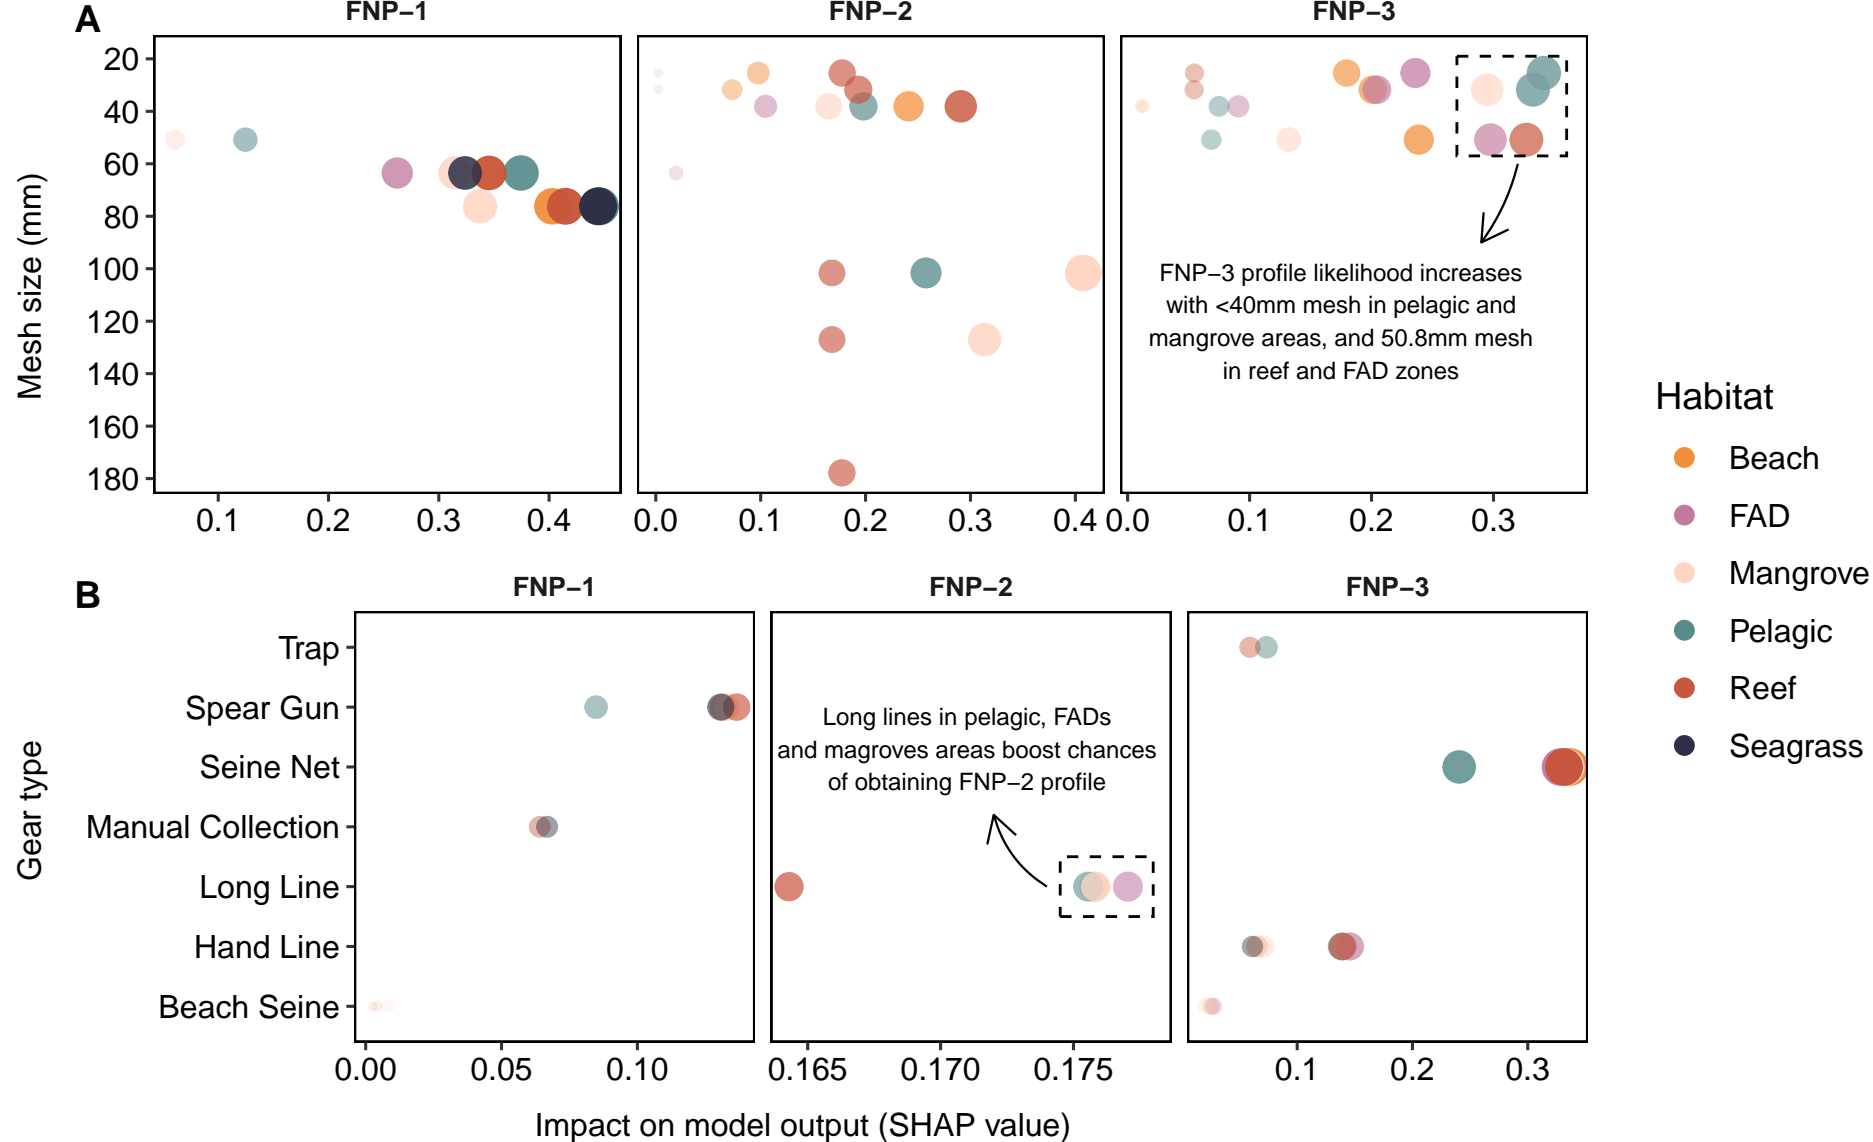 A
FNP–1
FNP–2
FNP–3
20
40
60
80
100
120
140
160
180
Mesh size (mm)
0.1
0.2
0.3
0.4
0.0
0.1
0.2
0.3
0.4
0.0
0.1
0.2
0.3
FNP–3 profile likelihood increases
with <40mm mesh in pelagic and
mangrove areas, and 50.8mm mesh
in reef and FAD zones
B
FNP–1
FNP–2
FNP–3
Trap
Spear Gun
Seine Net
Manual Collection
Long Line
Hand Line
Beach Seine
Gear type
Long lines in pelagic, FADs
and magroves areas boost chances
of obtaining FNP–2 profile
0.00
0.05
0.10
0.165
0.170
0.175
0.1
0.2
0.3
Impact on model output (SHAP value)
Habitat
Beach
FAD
Mangrove
Pelagic
Reef
Seagrass